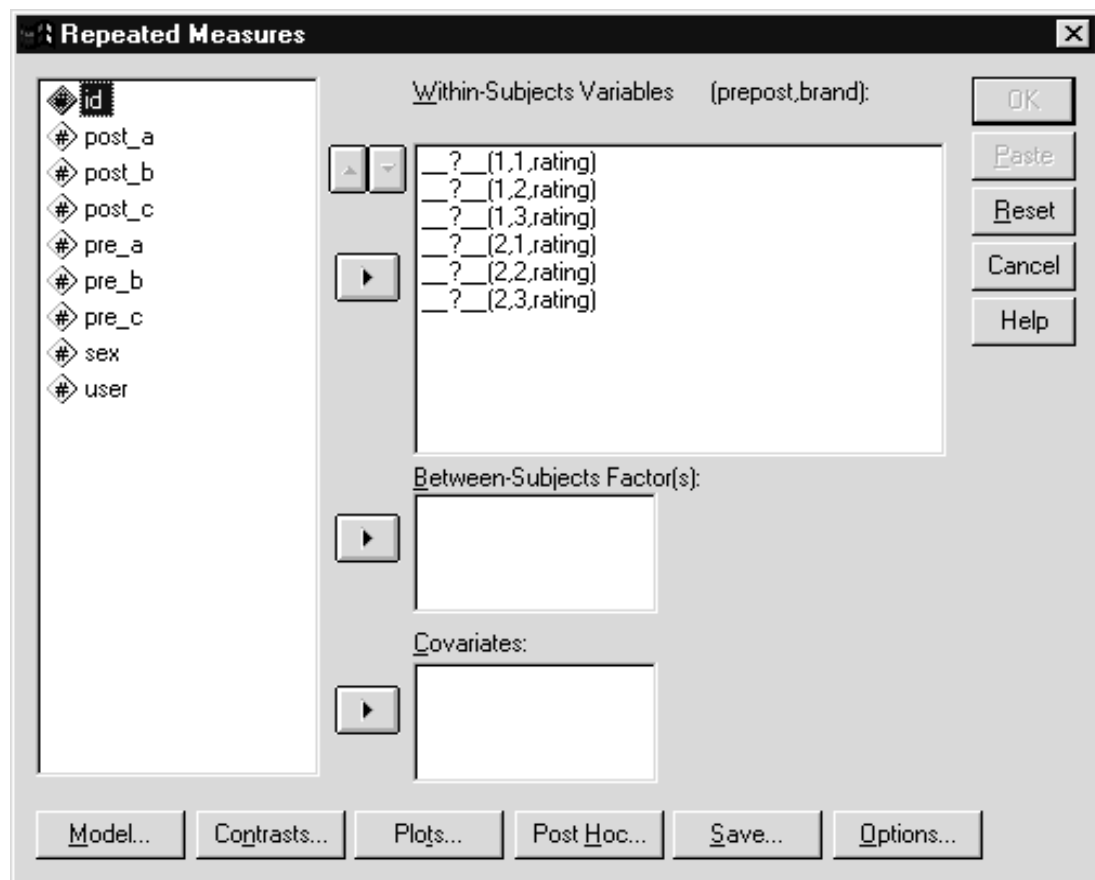 Repeated Measures
id
post_a
post_b
post_c
pre_a
pre_b
pre_c
sex
user
Within-Subjects Variables (prepost,brand):
__?__(1,1,rating)
__?__(1,2,rating)
__?__(1,3,rating)
__?__(2,1,rating)
__?__(2,2,rating)
__?__(2,3,rating)
Between-Subjects Factor(s):
Covariates:
OK
Paste
Reset
Cancel
Help
Model... Contrasts... Plots... Post Hoc... Save... Options...